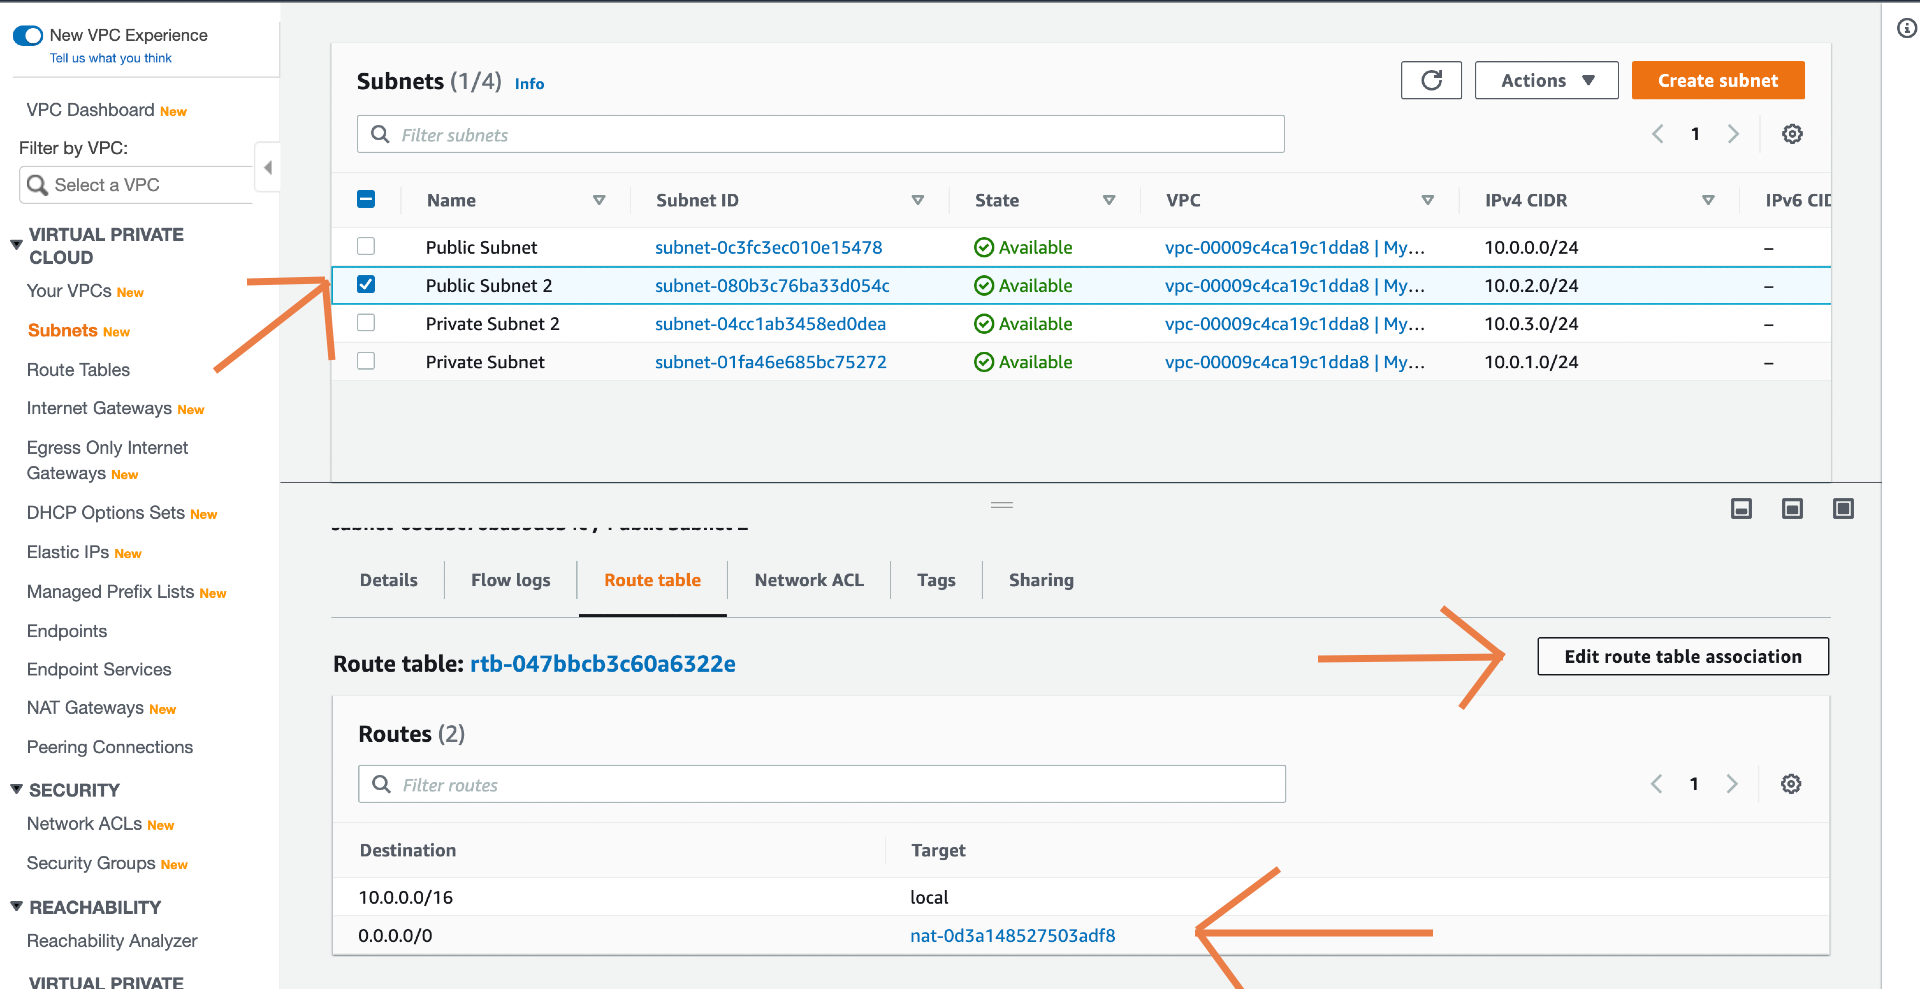 New VPC Experience
Tell us what you think
VPC Dashboard New
Filter by VPC:
Select a VPC
VIRTUAL PRIVATE
CLOUD
Your VPCs New
Subnets New
Route Tables
Internet Gateways New
Egress Only Internet
Gateways New
DHCP Options Sets New
Elastic IPs New
Managed Prefix Lists New
Endpoints
Endpoint Services
NAT Gateways New
Peering Connections
SECURITY
Network ACLs New
Security Groups New
REACHABILITY
Reachability Analyzer
VIRTUAL PRIVATE
Subnets (1/4) Info
Actions
Create subnet
Filter subnets
1
Name Subnet ID State VPC IPv4 CIDR IPv6 CID
Public Subnet subnet-0c3fc3ec010e15478 Available vpc-00009c4ca19c1dda8 | My… 10.0.0.0/24 –
Public Subnet 2 subnet-080b3c76ba33d054c Available vpc-00009c4ca19c1dda8 | My… 10.0.2.0/24 –
Private Subnet 2 subnet-04cc1ab3458ed0dea Available vpc-00009c4ca19c1dda8 | My… 10.0.3.0/24 –
Private Subnet subnet-01fa46e685bc75272 Available vpc-00009c4ca19c1dda8 | My… 10.0.1.0/24 –
subnet-080b3c76ba33d054c / Public Subnet 2
Details Flow logs Route table Network ACL Tags Sharing
Route table: rtb-047bbcb3c60a6322e
Edit route table association
Routes (2)
Filter routes
1
Destination Target
10.0.0.0/16 local
0.0.0.0/0 nat-0d3a148527503adf8